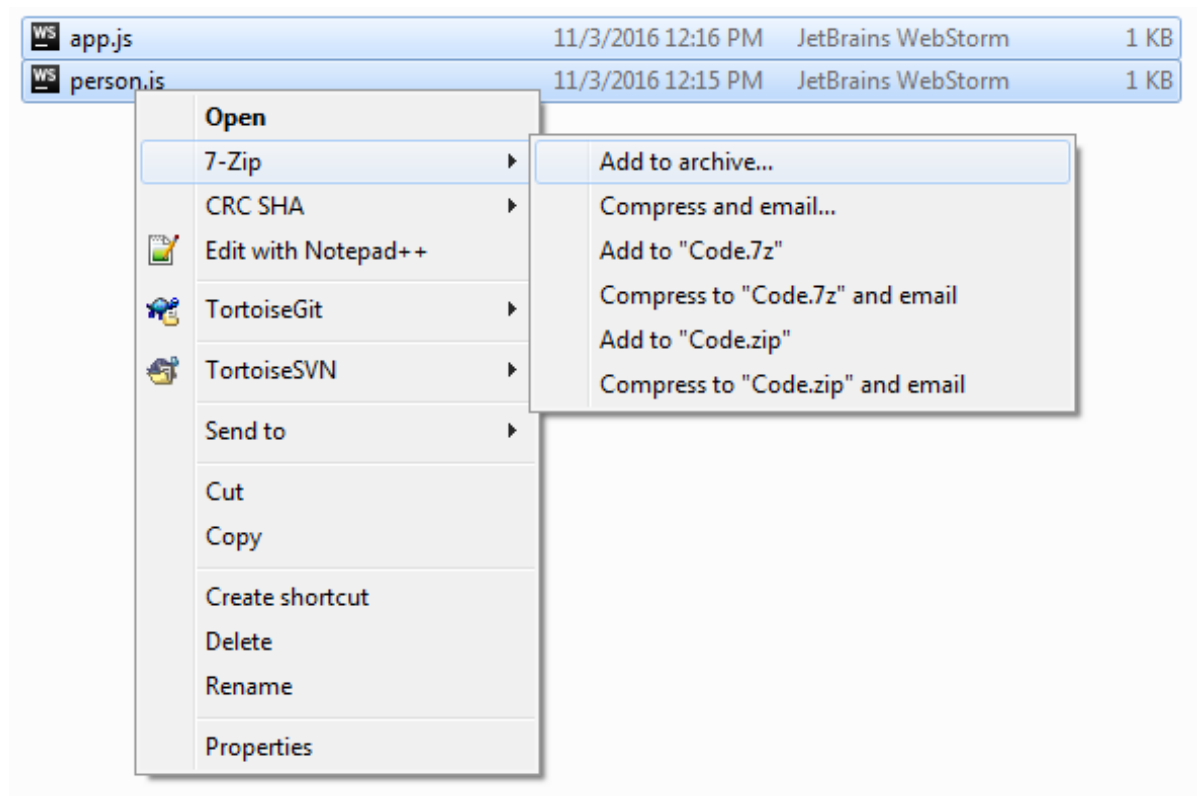 WS app.js 11/3/2016 12:16 PM JetBrains WebStorm 1 KB
WS person.js 11/3/2016 12:15 PM JetBrains WebStorm 1 KB
Open
7-Zip
CRC SHA
Edit with Notepad++
TortoiseGit
TortoiseSVN
Send to
Cut
Copy
Create shortcut
Delete
Rename
Properties
Add to archive...
Compress and email...
Add to "Code.7z"
Compress to "Code.7z" and email
Add to "Code.zip"
Compress to "Code.zip" and email